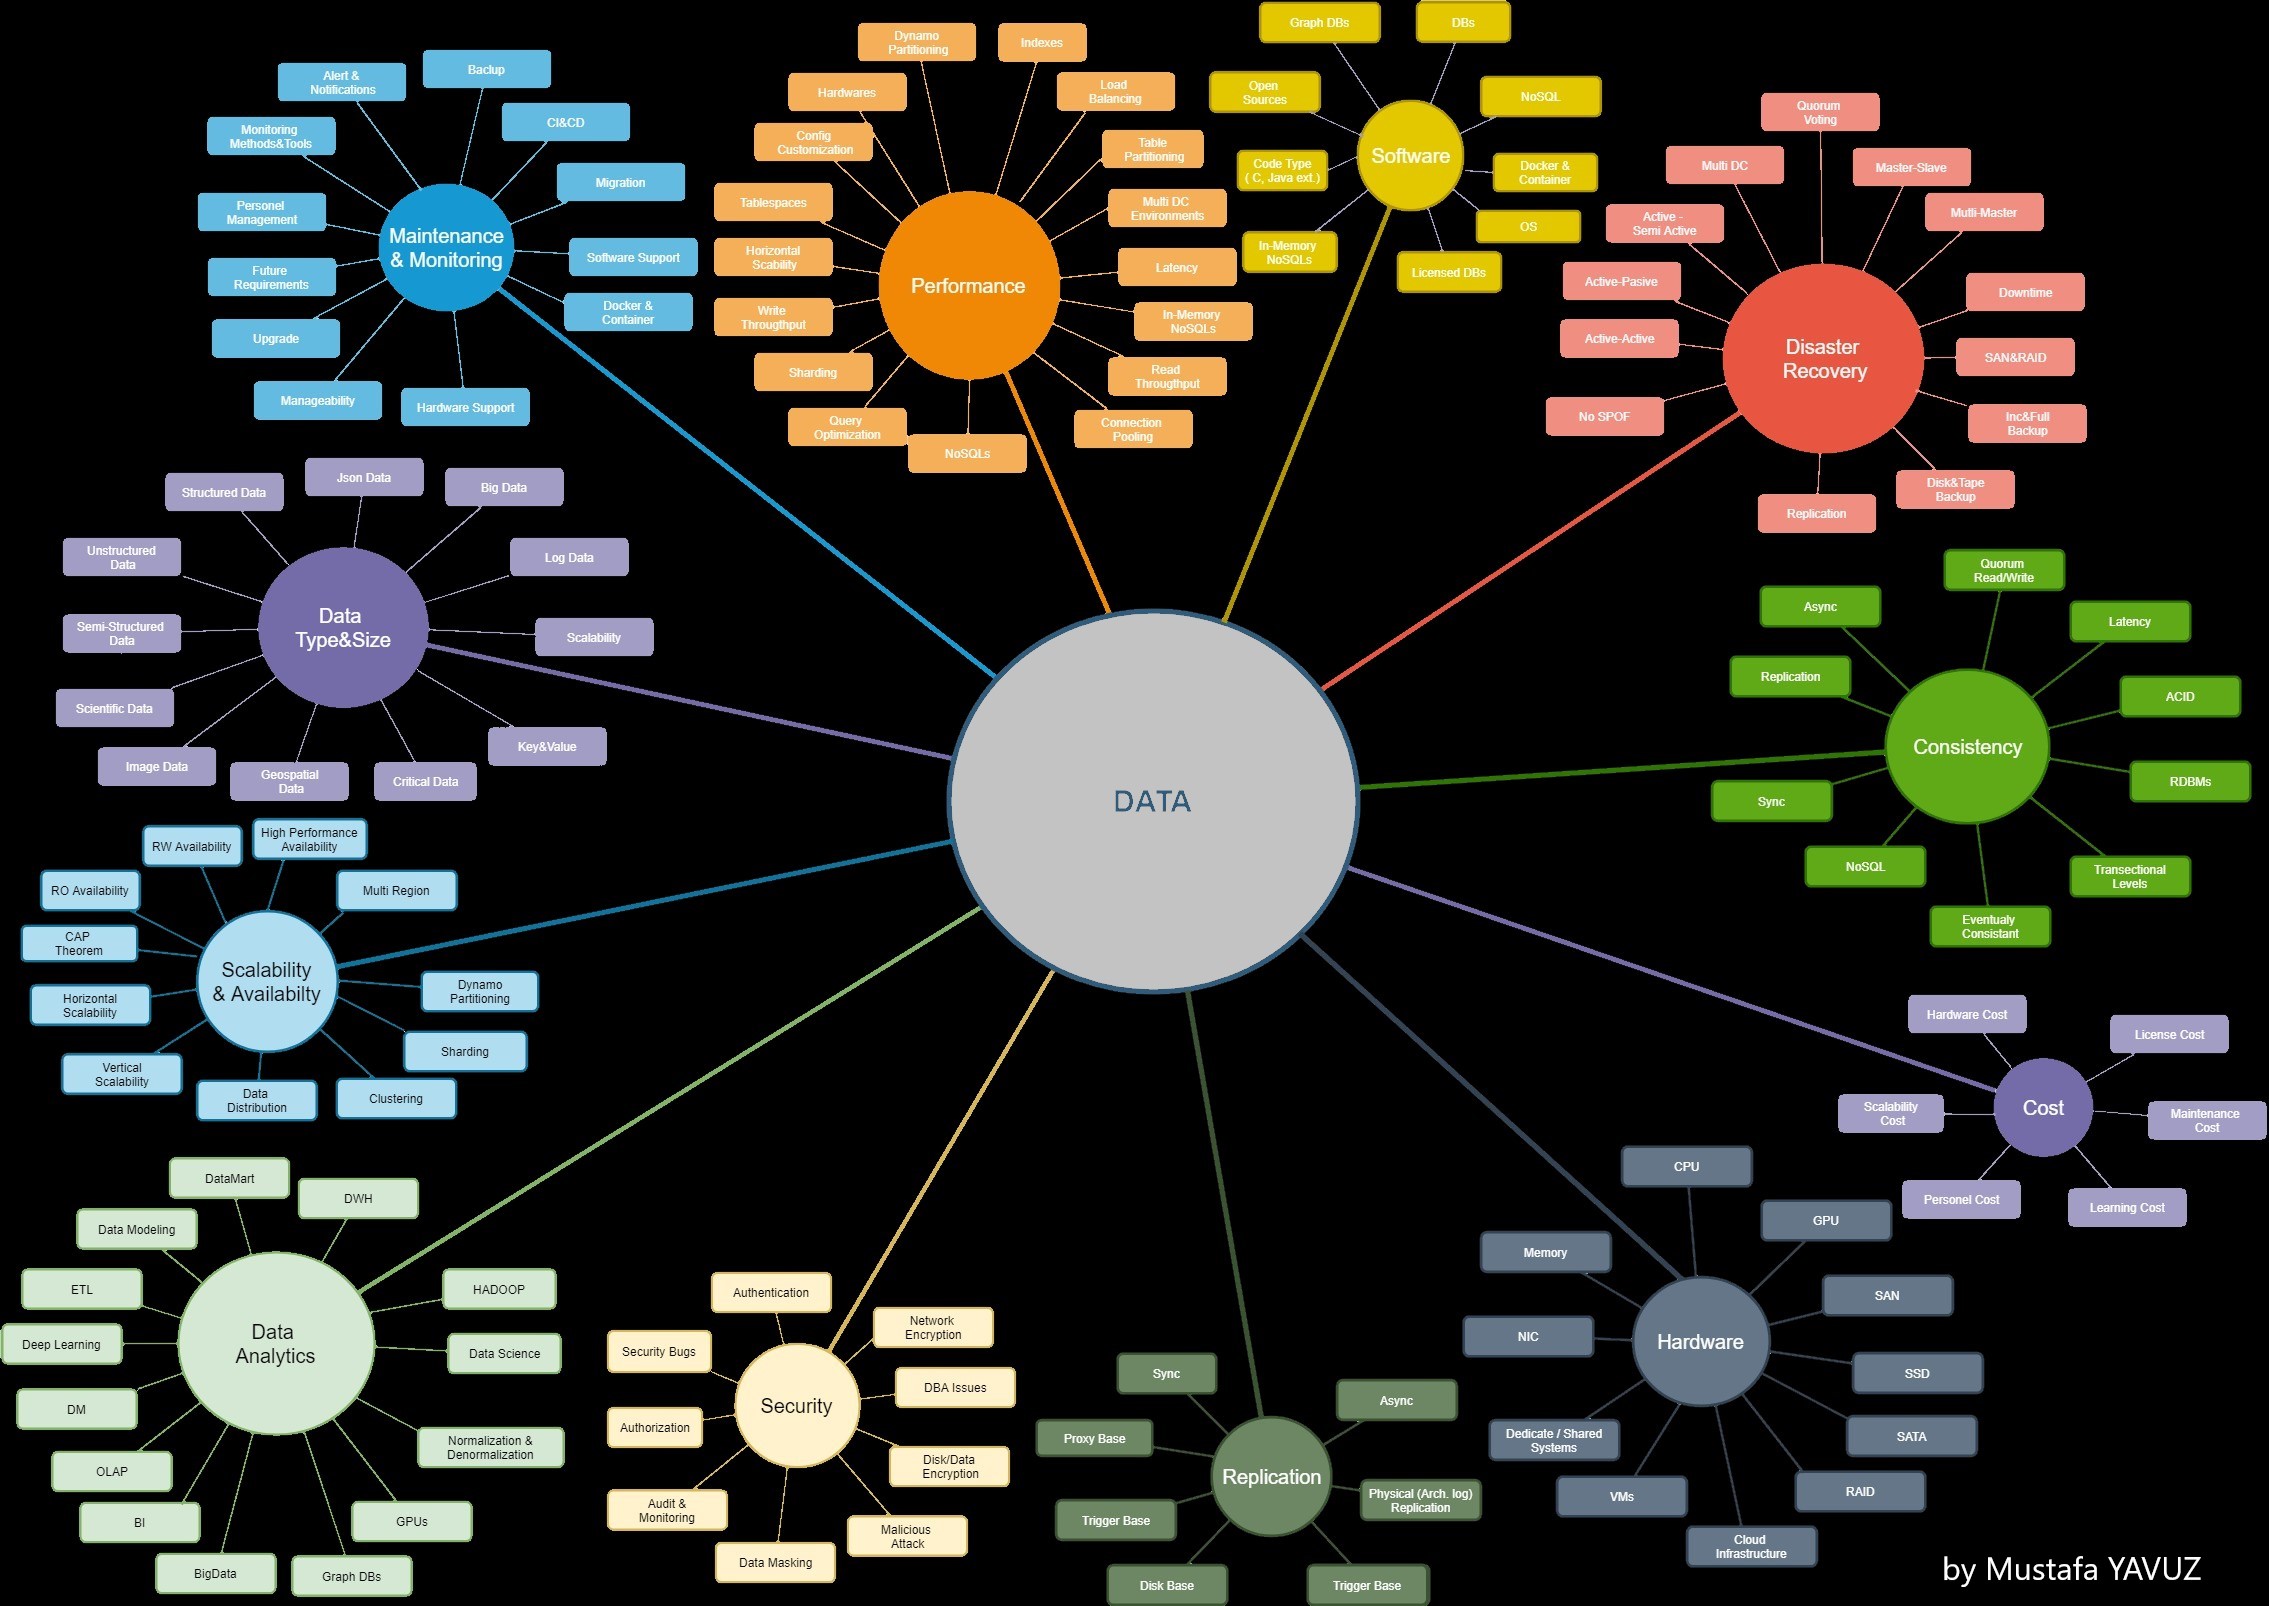 Maintenance
& Monitoring
Alert &
Notifications
Baclup
CI&CD
Migration
Software Support
Docker &
Container
Hardware Support
Manageability
Upgrade
Future
Requirements
Personel
Management
Monitoring
Methods&Tools
Performance
Dynamo
Partitioning
Indexes
Load
Balancing
Table
Partitioning
Multi DC
Environments
Latency
In-Memory
NoSQLs
Read
Througthput
Connection
Pooling
NoSQLs
Query
Optimization
Sharding
Write
Througthput
Horizontal
Scability
Tablespaces
Config
Customization
Hardwares
Software
Graph DBs
DBs
NoSQL
Docker &
Container
OS
Licensed DBs
In-Memory
NoSQLs
Code Type
( C, Java ext.)
Open
Sources
Disaster
Recovery
Quorum
Voting
Master-Slave
Mutli-Master
Downtime
SAN&RAID
Inc&Full
Backup
Disk&Tape
Backup
Replication
No SPOF
Active-Active
Active-Pasive
Active -
Semi Active
Multi DC
Data
Type&Size
Structured Data
Json Data
Big Data
Log Data
Scalability
Key&Value
Critical Data
Geospatial
Data
Image Data
Scientific Data
Semi-Structured
Data
Unstructured
Data
DATA
Consistency
Quorum
Read/Write
Latency
ACID
RDBMs
Transectional
Levels
Eventualy
Consistant
NoSQL
Sync
Replication
Async
Scalability
& Availabilty
RW Availability
High Performance
Availability
Multi Region
Dynamo
Partitioning
Sharding
Clustering
Data
Distribution
Vertical
Scalability
Horizontal
Scalability
CAP
Theorem
RO Availability
Cost
Hardware Cost
License Cost
Maintenance
Cost
Learning Cost
Personel Cost
Scalability
Cost
Data
Analytics
DataMart
DWH
HADOOP
Data Science
Normalization &
Denormalization
GPUs
Graph DBs
BigData
BI
OLAP
DM
Deep Learning
ETL
Data Modeling
Security
Authentication
Network
Encryption
DBA Issues
Disk/Data
Encryption
Malicious
Attack
Data Masking
Audit &
Monitoring
Authorization
Security Bugs
Replication
Sync
Async
Physical (Arch. log)
Replication
Trigger Base
Disk Base
Trigger Base
Proxy Base
Hardware
CPU
GPU
SAN
SSD
SATA
RAID
Cloud
Infrastructure
VMs
Dedicate / Shared
Systems
NIC
Memory
by Mustafa YAVUZ